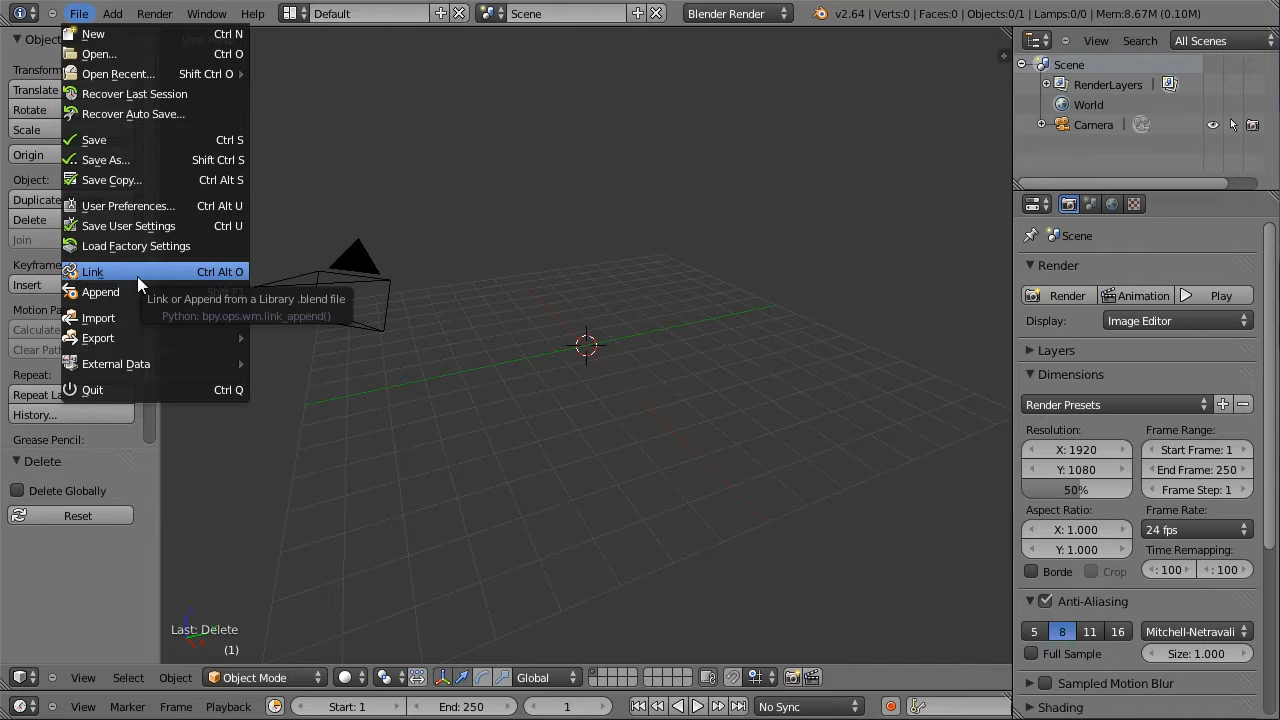 File Add Render Window Help Default Scene Blender Render v2.64 | Verts:0 | Faces:0 | Objects:0/1 | Lamps:0/0 | Mem:8.67M (0.10M)
New Ctrl N
Open... Ctrl O
Open Recent... Shift Ctrl O
Recover Last Session
Recover Auto Save...
Save Ctrl S
Save As... Shift Ctrl S
Save Copy... Ctrl Alt S
User Preferences... Ctrl Alt U
Save User Settings Ctrl U
Load Factory Settings
Link Ctrl Alt O
Append
Import
Export
External Data
Quit Ctrl Q
Link or Append from a Library .blend file
Python: bpy.ops.wm.link_append()
Transform
Translate
Rotate
Scale
Origin
Object:
Duplicate
Delete
Join
Insert
Repeat:
History...
Grease Pencil:
Delete
Delete Globally
Reset
Last: Delete
(1)
View Search All Scenes
Scene
RenderLayers
World
Camera
Scene
Render
Render Animation Play
Display: Image Editor
Layers
Dimensions
Render Presets
Resolution: Frame Range:
X: 1920 Start Frame: 1
Y: 1080 End Frame: 250
50% Frame Step: 1
Aspect Ratio: Frame Rate:
X: 1.000 24 fps
Y: 1.000 Time Remapping:
Borde Crop : 100 : 100
Anti-Aliasing
5 8 11 16 Mitchell-Netravali
Full Sample Size: 1.000
Sampled Motion Blur
Shading
View Select Object Object Mode Global
View Marker Frame Playback Start: 1 End: 250 1 No Sync